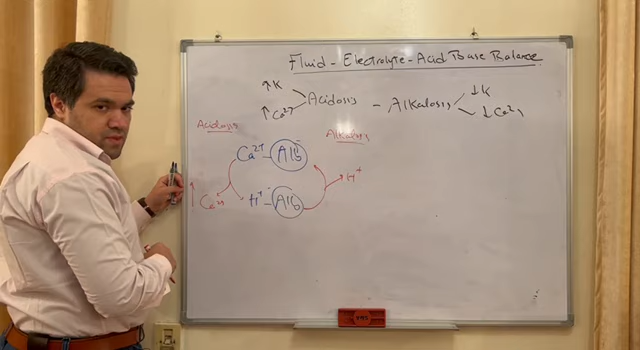 Fluid - Electrolyte - Acid Base Balance
↑K
↑Ca2+
Acidosis - Alkalosis
↓K
↓Ca2+
Acidosis
Alkalosis
Ca2+ - Alb-
↑Ca2+
H+ - Alb-
H+